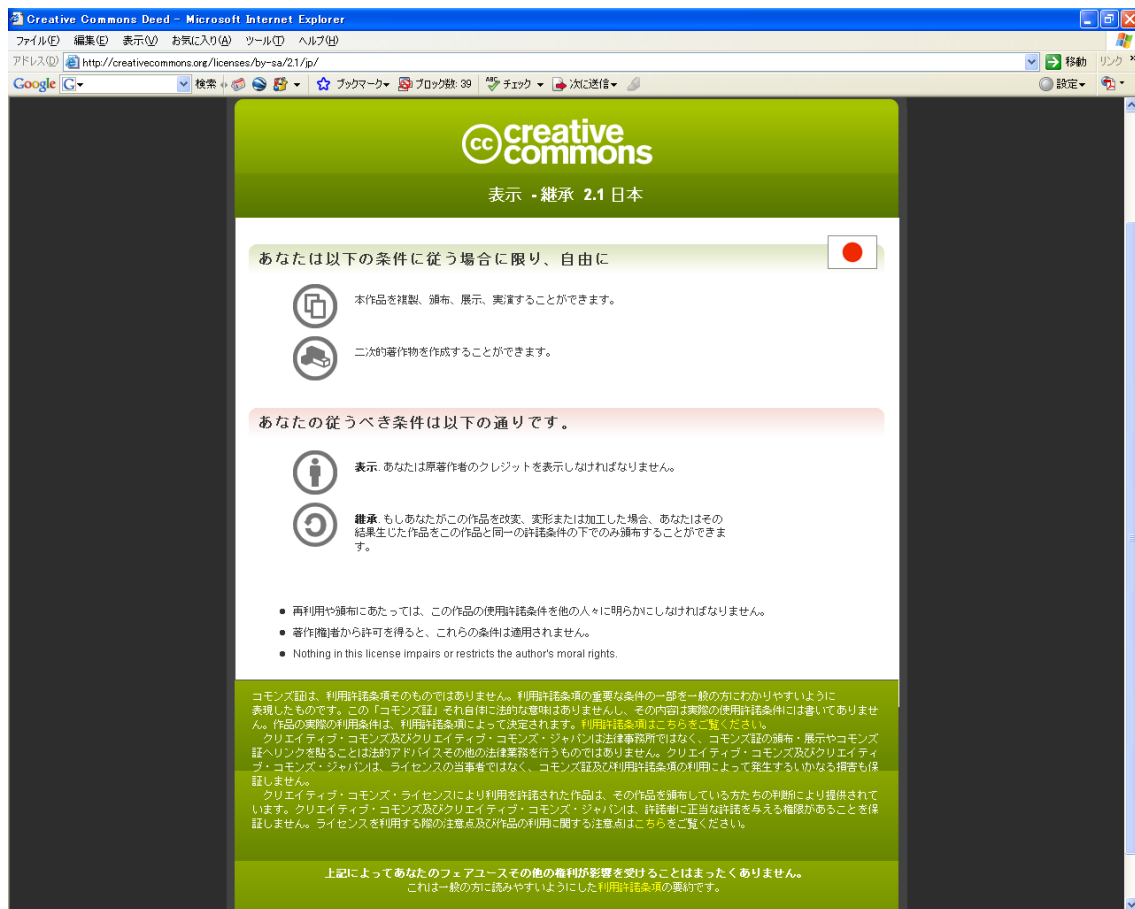 Creative Commons Deed - Microsoft Internet Explorer
ファイル(F) 編集(E) 表示(V) お気に入り(A) ツール(T) ヘルプ(H)
アドレス(D) http://creativecommons.org/licenses/by-sa/2.1/jp/ 移動 リンク »
Google G 検索 ブックマーク ブロック数: 39 ABC チェック 次に送信 設定
cc creative
commons
表示 - 継承 2.1 日本
あなたは以下の条件に従う場合に限り、自由に
本作品を複製、頒布、展示、実演することができます。
二次的著作物を作成することができます。
あなたの従うべき条件は以下の通りです。
表示. あなたは原著作者のクレジットを表示しなければなりません。
継承. もしあなたがこの作品を改変、変形または加工した場合、あなたはその
結果生じた作品をこの作品と同一の許諾条件の下でのみ頒布することができま
す。
再利用や頒布にあたっては、この作品の使用許諾条件を他の人々に明らかにしなければなりません。
著作[権]者から許可を得ると、これらの条件は適用されません。
Nothing in this license impairs or restricts the author's moral rights.
コモンズ証は、利用許諾条項そのものではありません。利用許諾条項の重要な条件の一部を一般の方にわかりやすいように
表現したものです。この「コモンズ証」それ自体に法的な意味はありませんし、その内容は実際の使用許諾条件には書いてありませ
ん。作品の実際の利用条件は、利用許諾条項によって決定されます。利用許諾条項はこちらをご覧ください。
クリエイティブ・コモンズ及びクリエイティブ・コモンズ・ジャパンは法律事務所ではなく、コモンズ証の頒布・展示やコモンズ
証へリンクを貼ることは法的アドバイスその他の法律業務を行うものではありません。クリエイティブ・コモンズ及びクリエイティ
ブ・コモンズ・ジャパンは、ライセンスの当事者ではなく、コモンズ証及び利用許諾条項の利用によって発生するいかなる損害も保
証しません。
クリエイティブ・コモンズ・ライセンスにより利用を許諾された作品は、その作品を頒布している方たちの判断により提供されて
います。クリエイティブ・コモンズ及びクリエイティブ・コモンズ・ジャパンは、許諾者に正当な許諾を与える権限があることを保
証しません。ライセンスを利用する際の注意点及び作品の利用に関する注意点はこちらをご覧ください。
上記によってあなたのフェアユースその他の権利が影響を受けることはまったくありません。
これは一般の方に読みやすいようにした利用許諾条項の要約です。